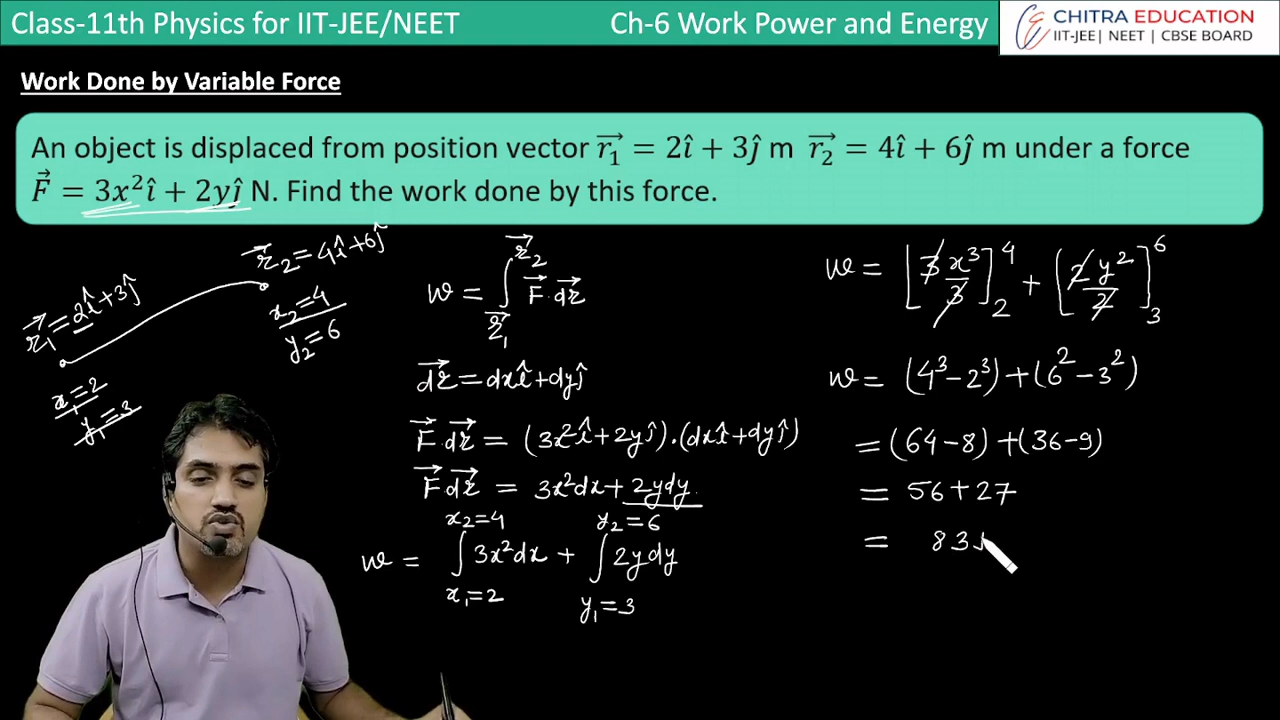 Class-11th Physics for IIT-JEE/NEET
Ch-6 Work Power and Energy
CHITRA EDUCATION
IIT-JEE| NEET | CBSE BOARD
Work Done by Variable Force
An object is displaced from position vector r₁⃗ = 2î + 3ĵ m r₂⃗ = 4î + 6ĵ m under a force
F⃗ = 3x²î + 2yĵ N. Find the work done by this force.
r₁⃗ = 2î+3ĵ
x₁=2
y₁=3
r₂⃗ = 4î+6ĵ
x₂=4
y₂=6
w = ∫_{r₁⃗}^{r₂⃗} F⃗.dr⃗
dr⃗ = dxî+dyĵ
F⃗.dr⃗ = (3x²î+2yĵ).(dxî+dyĵ)
F⃗.dr⃗ = 3x²dx+2ydy
w = ∫_{x₁=2}^{x₂=4} 3x²dx + ∫_{y₁=3}^{y₂=6} 2ydy
w = [3x³/3]₂⁴ + [2y²/2]₃⁶
w = (4³-2³)+(6²-3²)
= (64-8)+(36-9)
= 56+27
= 83